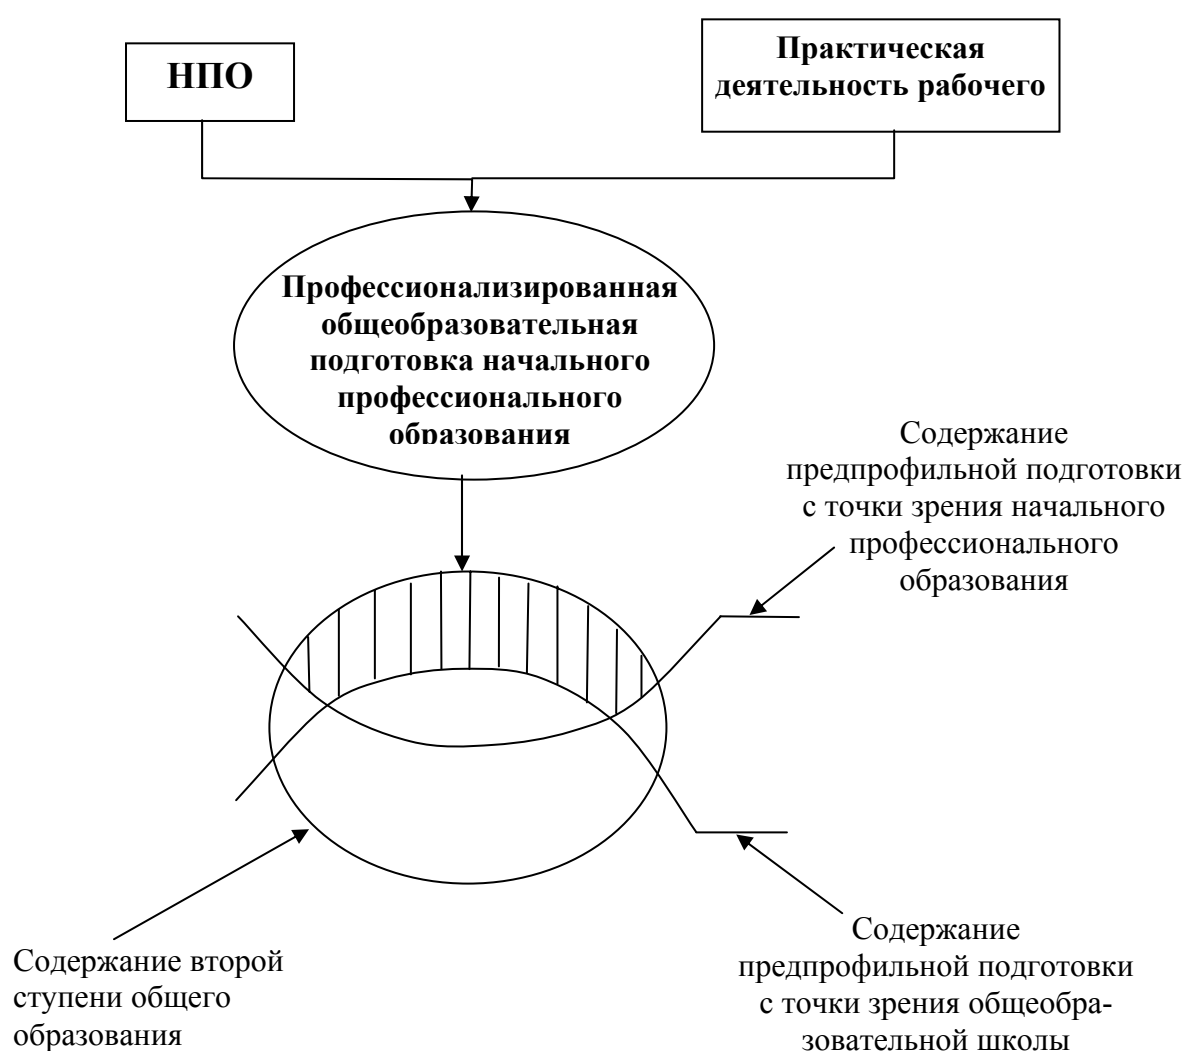 НПО
Практическая
деятельность рабочего
Профессионализированная
общеобразовательная
подготовка начального
профессионального
образования
Содержание
предпрофильной подготовки
с точки зрения начального
профессионального
образования
Содержание второй
ступени общего
образования
Содержание
предпрофильной подготовки
с точки зрения общеобра-
зовательной школы